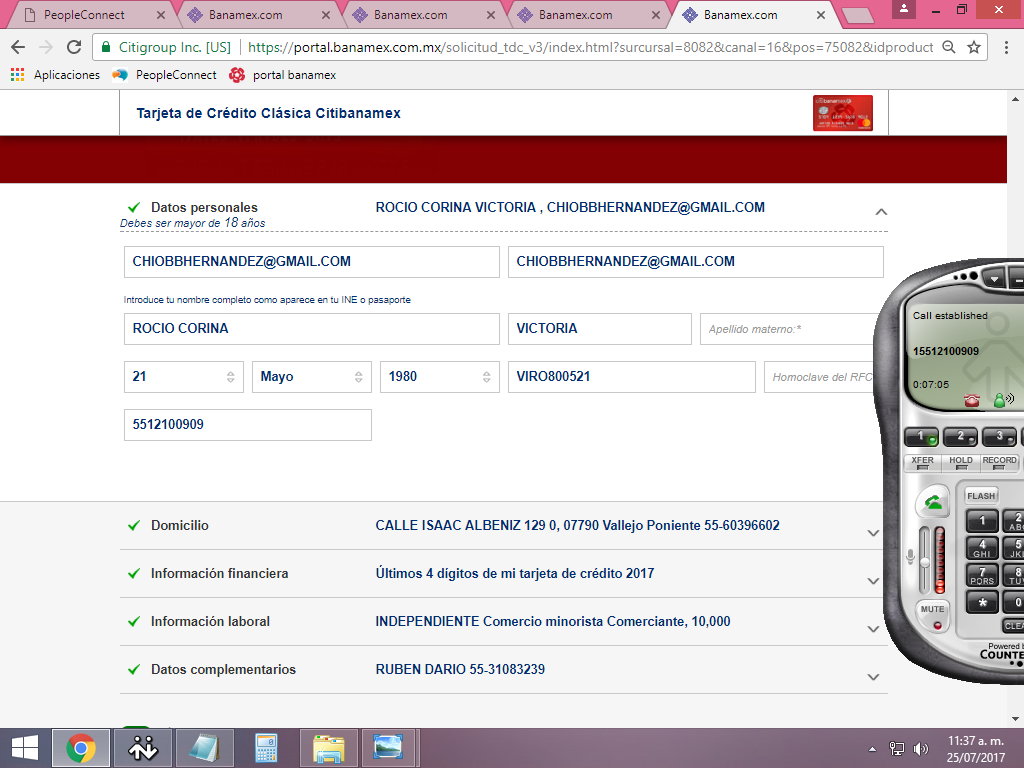 PeopleConnect
Banamex.com
Banamex.com
Banamex.com
Banamex.com
Citigroup Inc. [US] https://portal.banamex.com.mx/solicitud_tdc_v3/index.html?surcursal=8082&canal=16&pos=75082&idproduct
Aplicaciones PeopleConnect portal banamex
Tarjeta de Crédito Clásica Citibanamex
Datos personales ROCIO CORINA VICTORIA , CHIOBBHERNANDEZ@GMAIL.COM
Debes ser mayor de 18 años
CHIOBBHERNANDEZ@GMAIL.COM CHIOBBHERNANDEZ@GMAIL.COM
Introduce tu nombre completo como aparece en tu INE o pasaporte
ROCIO CORINA VICTORIA Apellido materno:*
21 Mayo 1980 VIRO800521 Homoclave del RFC
5512100909
Domicilio CALLE ISAAC ALBENIZ 129 0, 07790 Vallejo Poniente 55-60396602
Información financiera Últimos 4 dígitos de mi tarjeta de crédito 2017
Información laboral INDEPENDIENTE Comercio minorista Comerciante, 10,000
Datos complementarios RUBEN DARIO 55-31083239
Call established
15512100909
0:07:05
1 2 3
XFER HOLD RECORD
FLASH
1 2
4 GHI 5
7 PQRS 8
* 0
MUTE
Powered
11:37 a. m.
25/07/2017